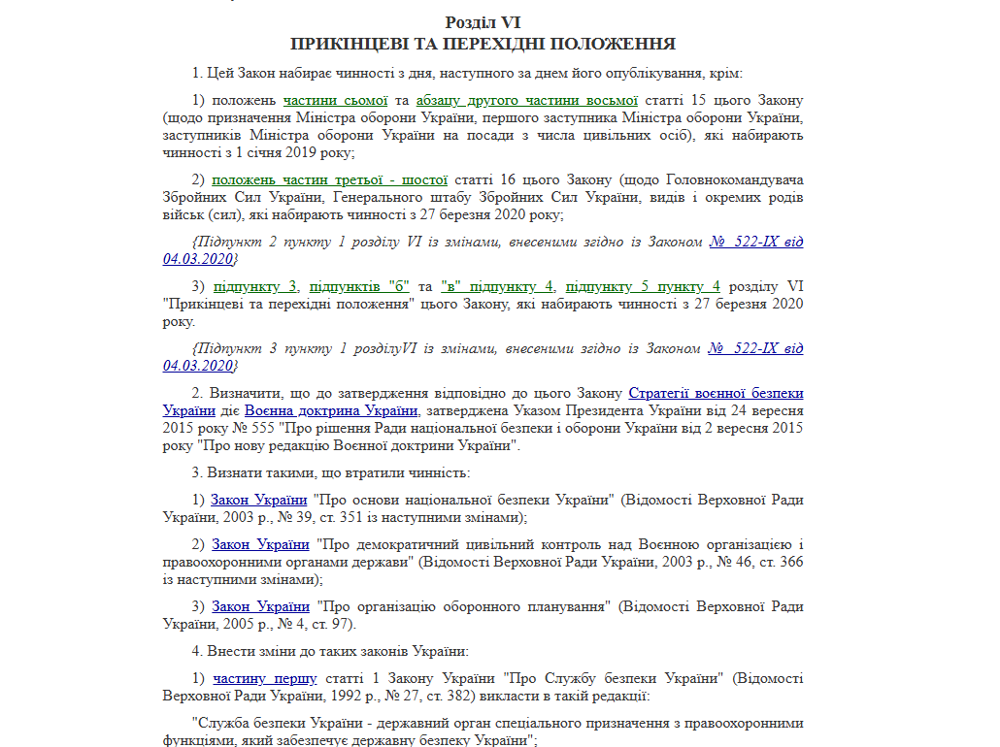 Розділ VI
ПРИКІНЦЕВІ ТА ПЕРЕХІДНІ ПОЛОЖЕННЯ
1. Цей Закон набирає чинності з дня, наступного за днем його опублікування, крім:
1) положень частини сьомої та абзацу другого частини восьмої статті 15 цього Закону
(щодо призначення Міністра оборони України, першого заступника Міністра оборони України,
заступників Міністра оборони України на посади з числа цивільних осіб), які набирають
чинності з 1 січня 2019 року;
2) положень частин третьої - шостої статті 16 цього Закону (щодо Головнокомандувача
Збройних Сил України, Генерального штабу Збройних Сил України, видів і окремих родів
військ (сил), які набирають чинності з 27 березня 2020 року;
{Підпункт 2 пункту 1 розділу VI із змінами, внесеними згідно із Законом № 522-IX від
04.03.2020}
3) підпункту 3, підпунктів "б" та "в" підпункту 4, підпункту 5 пункту 4 розділу VI
"Прикінцеві та перехідні положення" цього Закону, які набирають чинності з 27 березня 2020
року.
{Підпункт 3 пункту 1 розділуVI із змінами, внесеними згідно із Законом № 522-IX від
04.03.2020}
2. Визначити, що до затвердження відповідно до цього Закону Стратегії воєнної безпеки
України діє Воєнна доктрина України, затверджена Указом Президента України від 24 вересня
2015 року № 555 "Про рішення Ради національної безпеки і оборони України від 2 вересня 2015
року "Про нову редакцію Воєнної доктрини України".
3. Визнати такими, що втратили чинність:
1) Закон України "Про основи національної безпеки України" (Відомості Верховної Ради
України, 2003 р., № 39, ст. 351 із наступними змінами);
2) Закон України "Про демократичний цивільний контроль над Воєнною організацією і
правоохоронними органами держави" (Відомості Верховної Ради України, 2003 р., № 46, ст. 366
із наступними змінами);
3) Закон України "Про організацію оборонного планування" (Відомості Верховної Ради
України, 2005 р., № 4, ст. 97).
4. Внести зміни до таких законів України:
1) частину першу статті 1 Закону України "Про Службу безпеки України" (Відомості
Верховної Ради України, 1992 р., № 27, ст. 382) викласти в такій редакції:
"Служба безпеки України - державний орган спеціального призначення з правоохоронними
функціями, який забезпечує державну безпеку України";